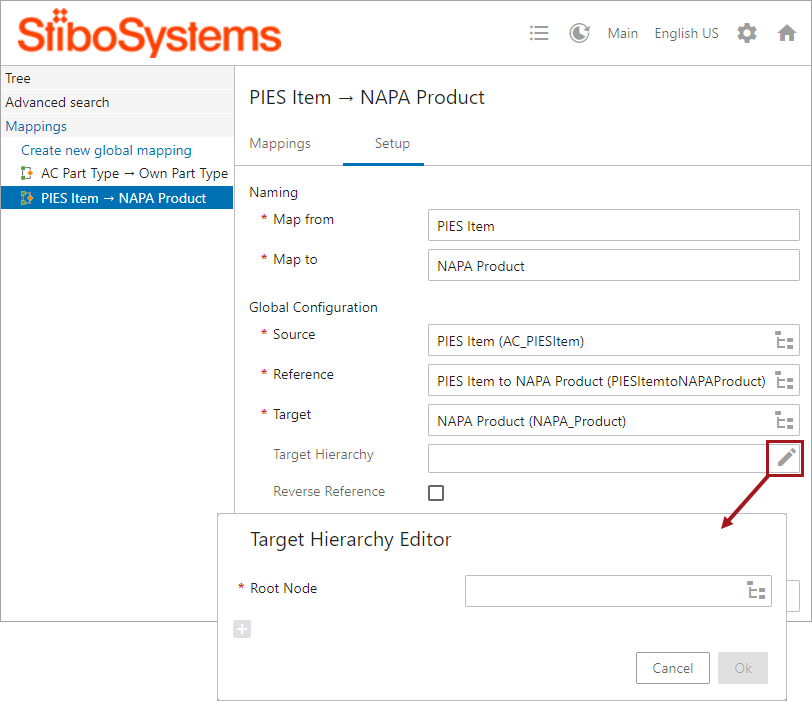 StiboSystems
Main English US
Tree
Advanced search
Mappings
Create new global mapping
AC Part Type → Own Part Type
PIES Item → NAPA Product
PIES Item → NAPA Product
Mappings Setup
Naming
* Map from PIES Item
* Map to NAPA Product
Global Configuration
* Source PIES Item (AC_PIESItem)
* Reference PIES Item to NAPA Product (PIESItemtoNAPAProduct)
* Target NAPA Product (NAPA_Product)
Target Hierarchy
Reverse Reference
Target Hierarchy Editor
* Root Node
Cancel Ok